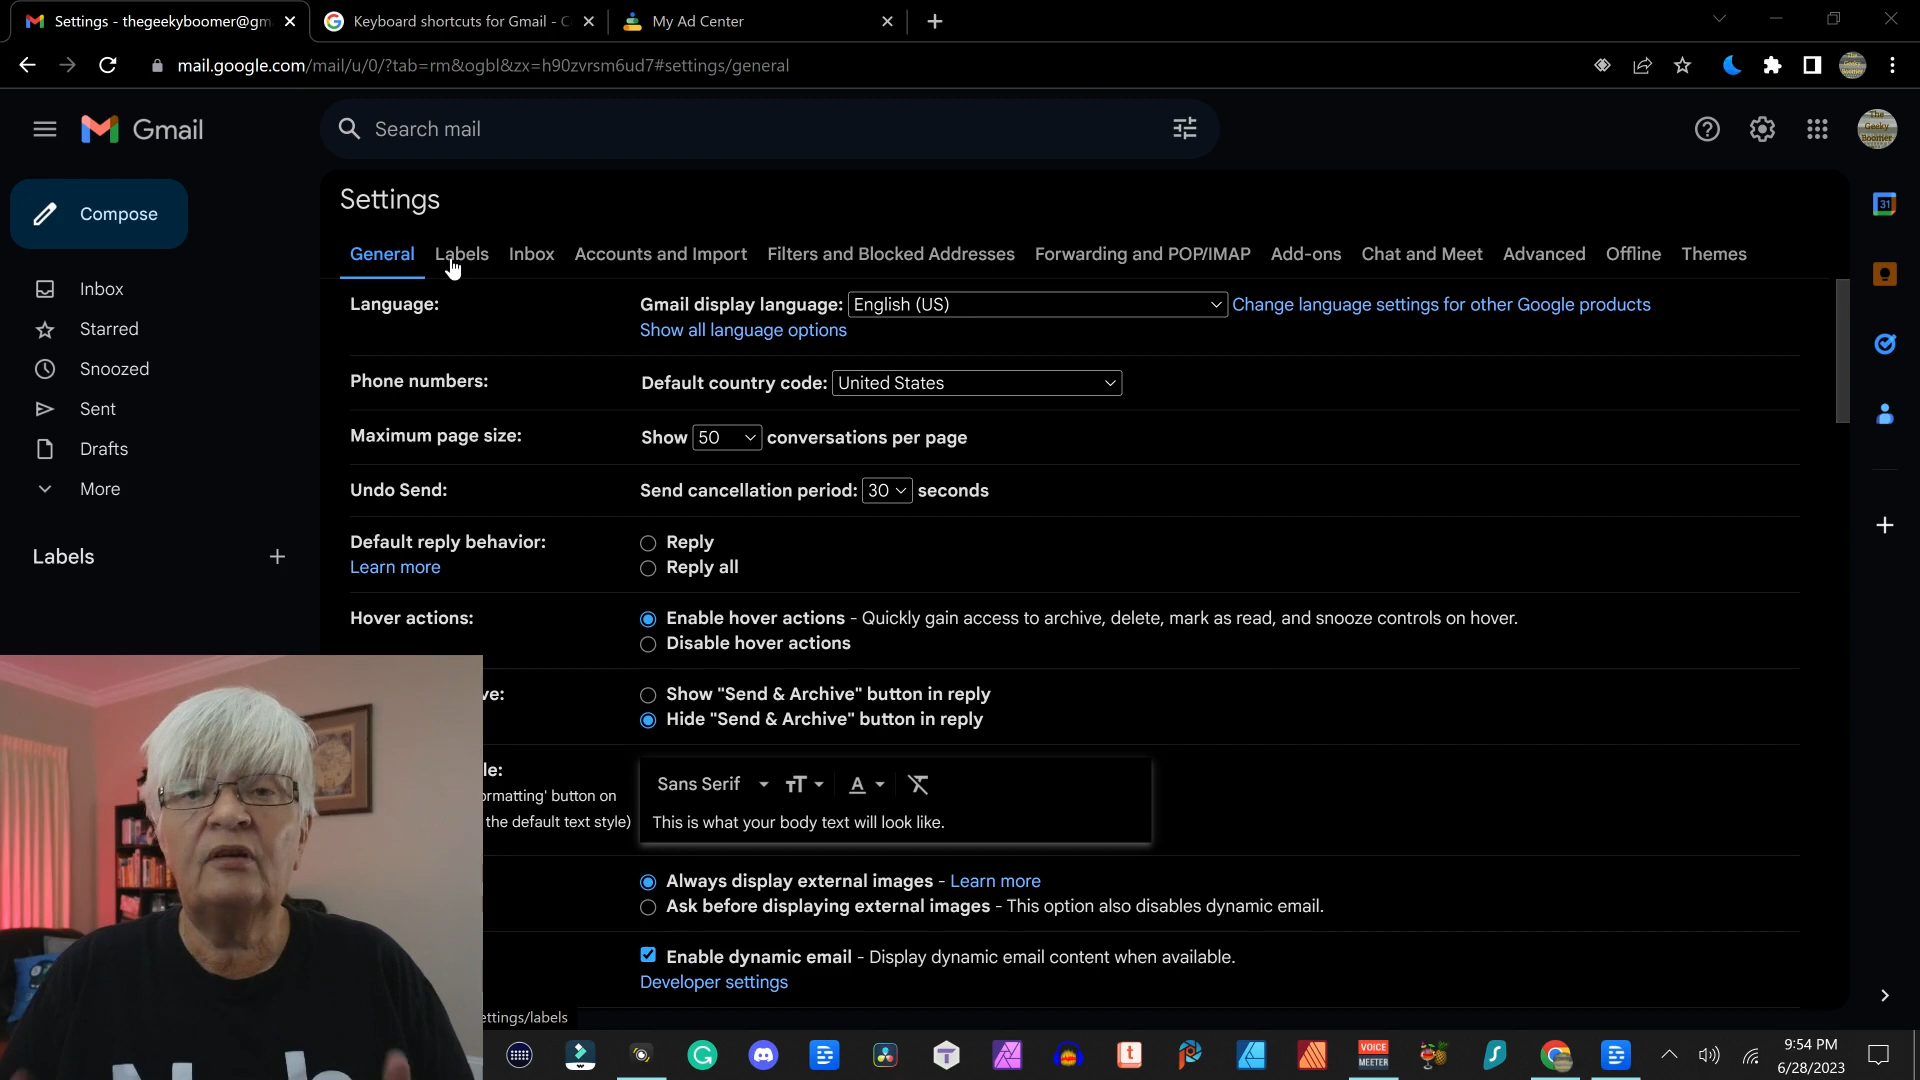 Settings - thegeekyboomer@gm
Keyboard shortcuts for Gmail - C
My Ad Center
mail.google.com/mail/u/0/?tab=rm&ogbl&zx=h90zvrsm6ud7#settings/general
Gmail
Search mail
The
Geeky
Boomer
Compose
Inbox
Starred
Snoozed
Sent
Drafts
More
Labels
Settings
General Labels Inbox Accounts and Import Filters and Blocked Addresses Forwarding and POP/IMAP Add-ons Chat and Meet Advanced Offline Themes
Language:
Gmail display language: English (US) Change language settings for other Google products
Show all language options
Phone numbers:
Default country code: United States
Maximum page size:
Show 50 conversations per page
Undo Send:
Send cancellation period: 30 seconds
Default reply behavior:
Learn more
Reply
Reply all
Hover actions:
Enable hover actions - Quickly gain access to archive, delete, mark as read, and snooze controls on hover.
Disable hover actions
ve:
Show "Send & Archive" button in reply
Hide "Send & Archive" button in reply
le:
ormatting' button on
the default text style)
Sans Serif
This is what your body text will look like.
Always display external images - Learn more
Ask before displaying external images - This option also disables dynamic email.
Enable dynamic email - Display dynamic email content when available.
Developer settings
ettings/labels
31
VOICE
MEETER
9:54 PM
6/28/2023